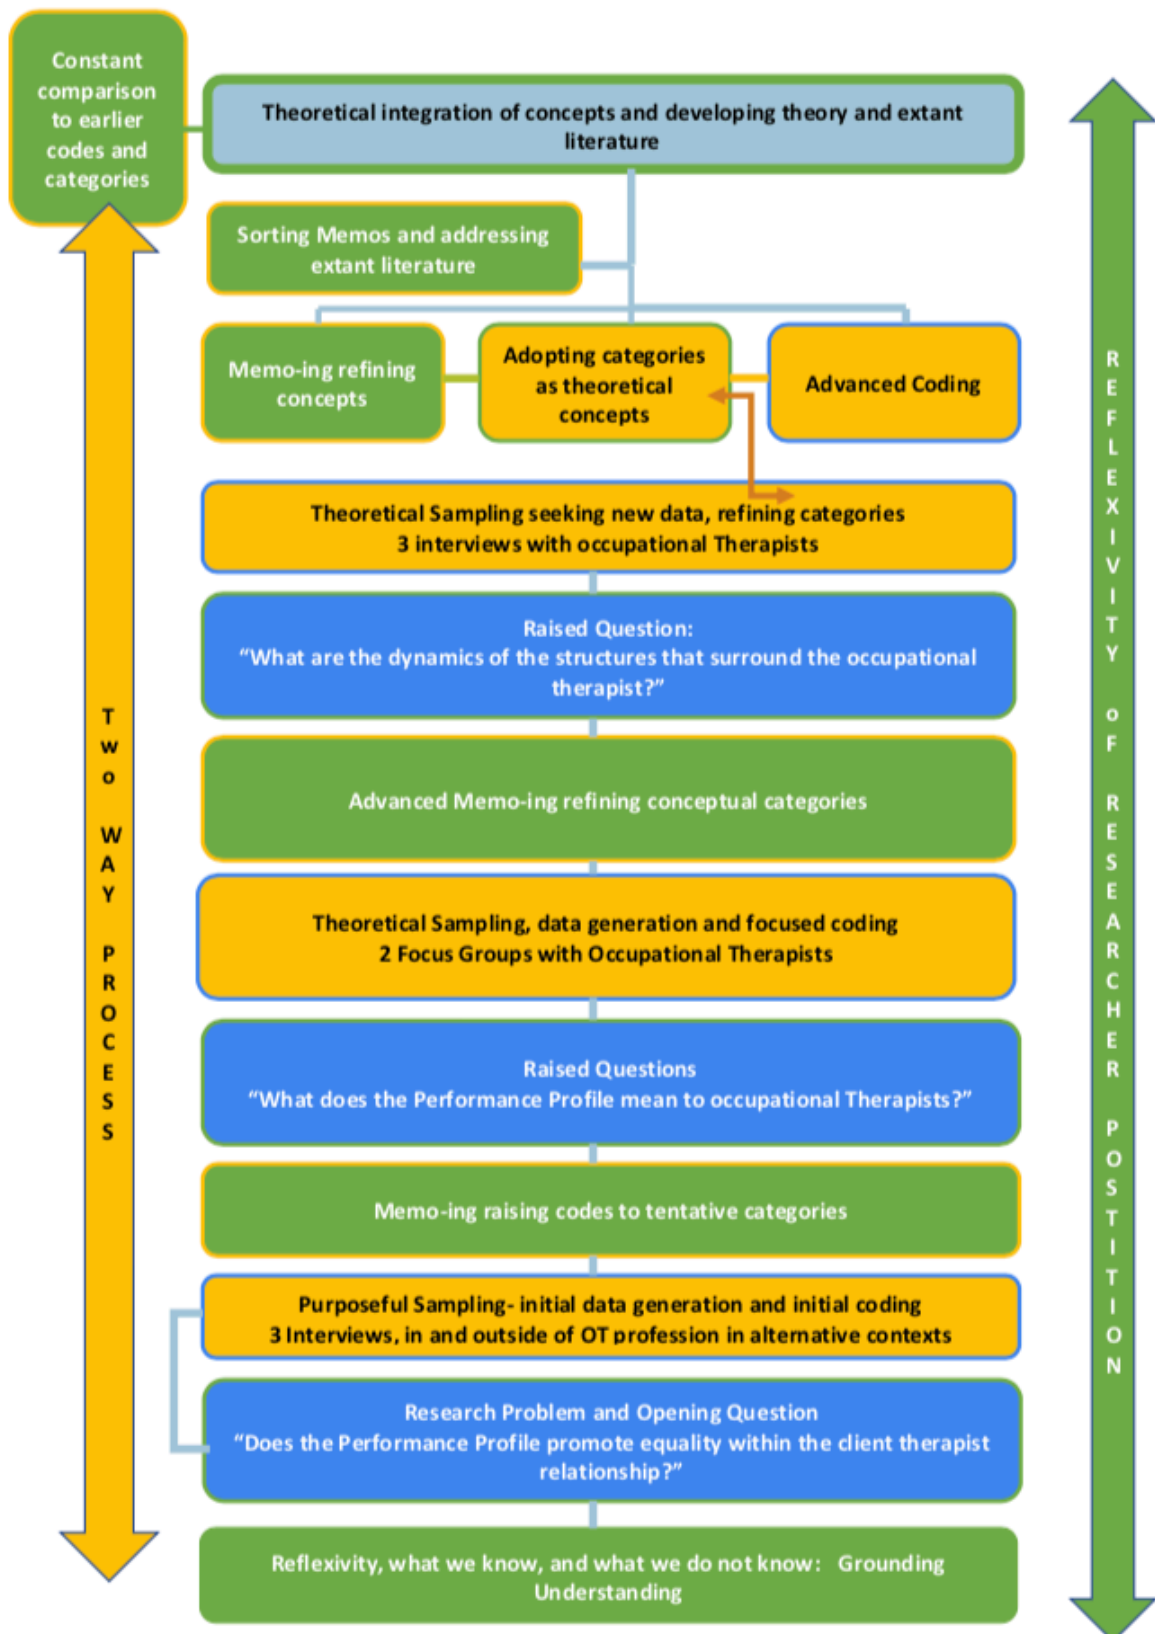 Constant
comparison
to earlier
codes and
categories
Theoretical integration of concepts and developing theory and extant
literature
Sorting Memos and addressing
extant literature
Memo-ing refining
concepts
Adopting categories
as theoretical
concepts
Advanced Coding
Theoretical Sampling seeking new data, refining categories
3 interviews with occupational Therapists
Raised Question:
“What are the dynamics of the structures that surround the occupational
therapist?”
Advanced Memo-ing refining conceptual categories
Theoretical Sampling, data generation and focused coding
2 Focus Groups with Occupational Therapists
Raised Questions
“What does the Performance Profile mean to occupational Therapists?”
Memo-ing raising codes to tentative categories
Purposeful Sampling- initial data generation and initial coding
3 Interviews, in and outside of OT profession in alternative contexts
Research Problem and Opening Question
“Does the Performance Profile promote equality within the client therapist
relationship?”
Reflexivity, what we know, and what we do not know: Grounding
Understanding
Two WAY PROCESS
REFLEXIVITY oF RESEARCHER POSTITION